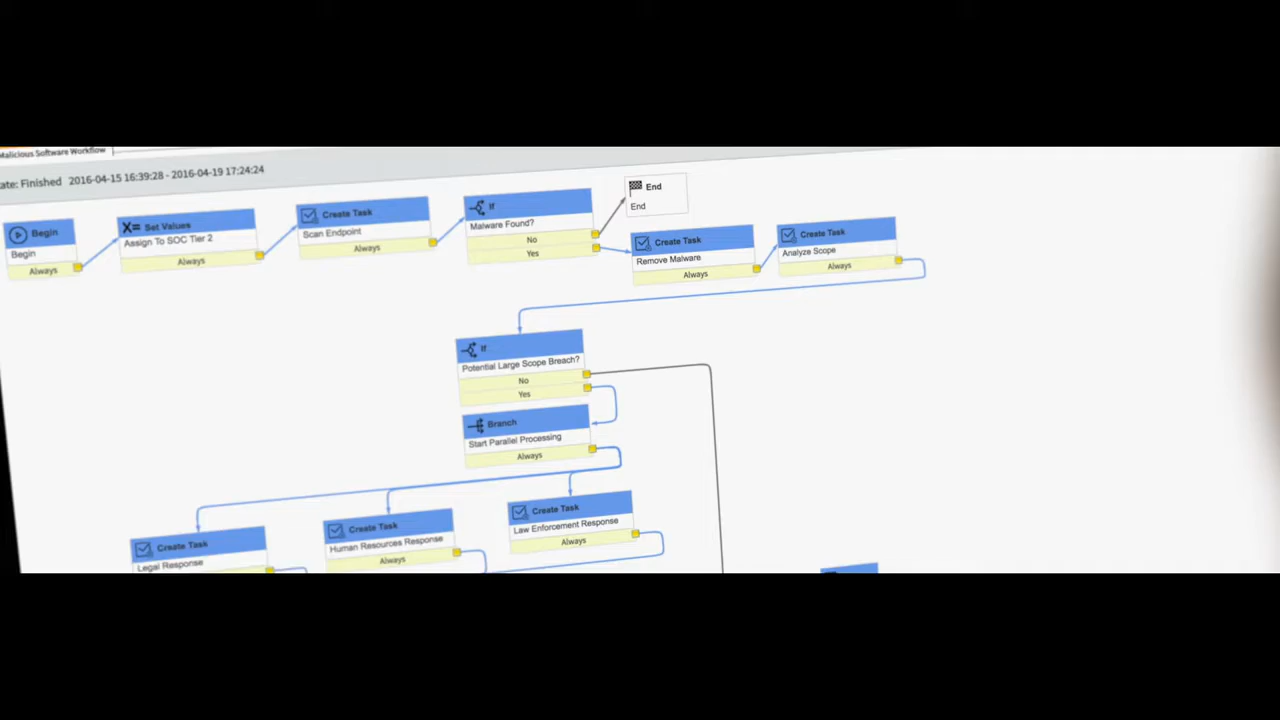 Malicious Software Workflow
ate: Finished 2016-04-15 16:39:28 - 2016-04-19 17:24:24
Begin
Begin
Always
Set Values
Assign To SOC Tier 2
Always
Create Task
Scan Endpoint
Always
If
Malware Found?
No
Yes
End
End
Create Task
Remove Malware
Always
Create Task
Analyze Scope
Always
If
Potential Large Scope Breach?
No
Yes
Branch
Start Parallel Processing
Always
Create Task
Legal Response
Create Task
Human Resources Response
Always
Create Task
Law Enforcement Response
Always